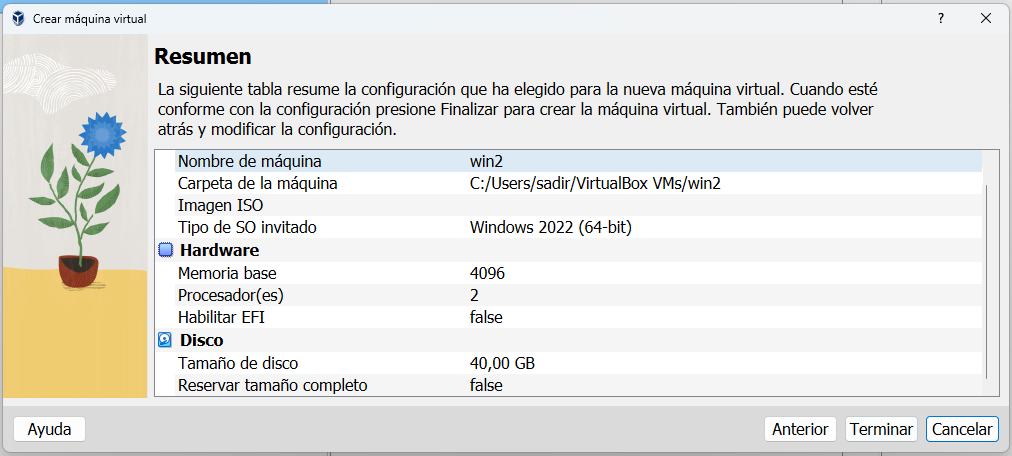 Crear máquina virtual
?
Resumen
La siguiente tabla resume la configuración que ha elegido para la nueva máquina virtual. Cuando esté
conforme con la configuración presione Finalizar para crear la máquina virtual. También puede volver
atrás y modificar la configuración.
Nombre de máquina win2
Carpeta de la máquina C:/Users/sadir/VirtualBox VMs/win2
Imagen ISO
Tipo de SO invitado Windows 2022 (64-bit)
Hardware
Memoria base 4096
Procesador(es) 2
Habilitar EFI false
Disco
Tamaño de disco 40,00 GB
Reservar tamaño completo false
Ayuda Anterior Terminar Cancelar